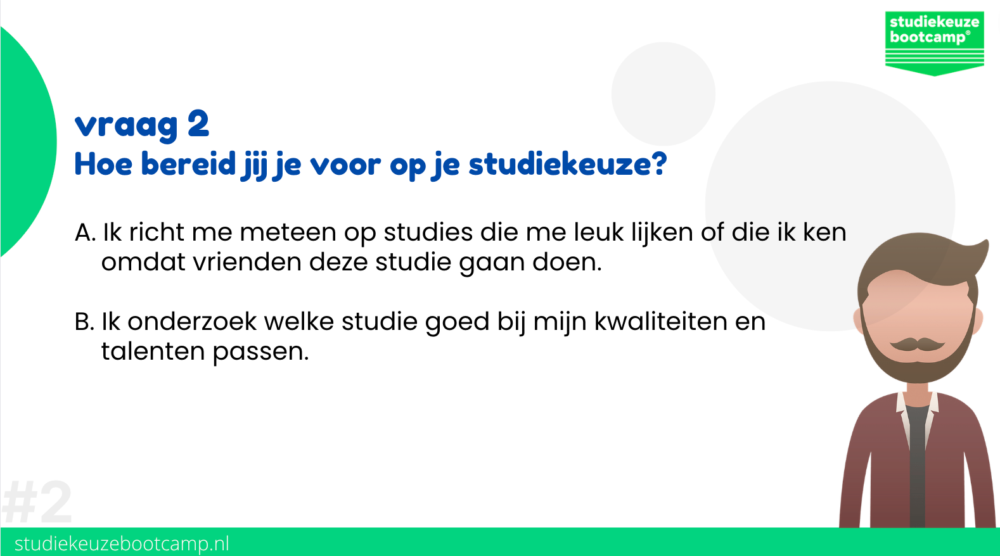 studiekeuze
bootcamp®
vraag 2
Hoe bereid jij je voor op je studiekeuze?
A. Ik richt me meteen op studies die me leuk lijken of die ik ken
omdat vrienden deze studie gaan doen.
B. Ik onderzoek welke studie goed bij mijn kwaliteiten en
talenten passen.
#2
studiekeuzebootcamp.nl